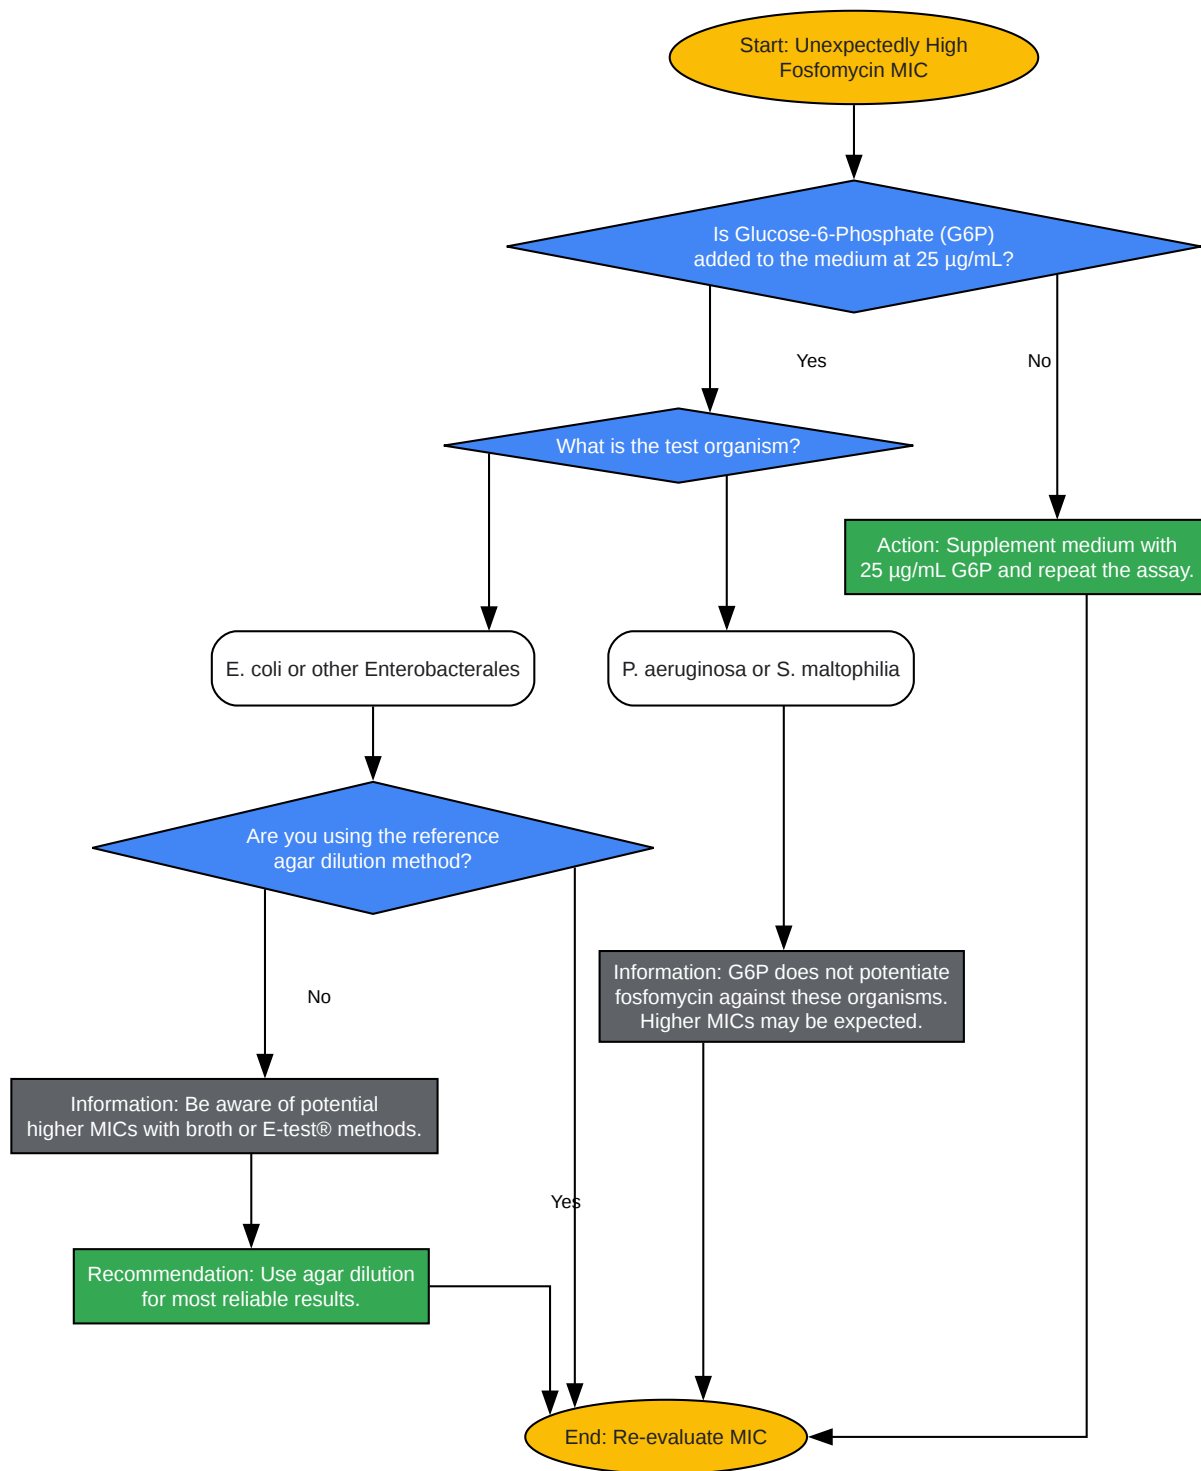 Start: Unexpectedly High
Fosfomycin MIC
Is Glucose-6-Phosphate (G6P)
added to the medium at 25 µg/mL?
Yes
No
What is the test organism?
Action: Supplement medium with
25 µg/mL G6P and repeat the assay.
E. coli or other Enterobacterales
P. aeruginosa or S. maltophilia
Are you using the reference
agar dilution method?
Information: G6P does not potentiate
fosfomycin against these organisms.
Higher MICs may be expected.
No
Information: Be aware of potential
higher MICs with broth or E-test® methods.
Yes
Recommendation: Use agar dilution
for most reliable results.
End: Re-evaluate MIC